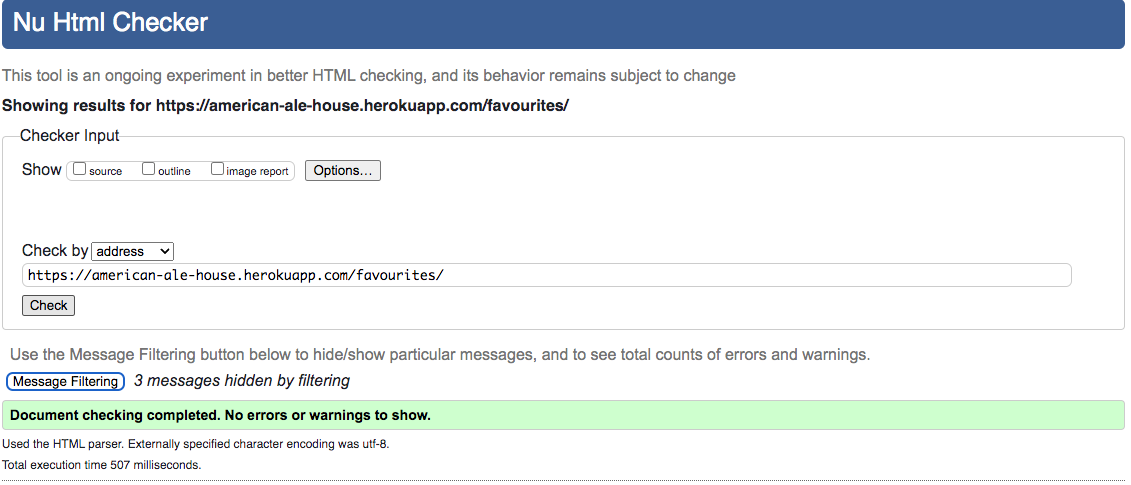 Nu Html Checker
This tool is an ongoing experiment in better HTML checking, and its behavior remains subject to change
Showing results for https://american-ale-house.herokuapp.com/favourites/
Checker Input
Show source outline image report Options...
Check by address
https://american-ale-house.herokuapp.com/favourites/
Check
Use the Message Filtering button below to hide/show particular messages, and to see total counts of errors and warnings.
Message Filtering 3 messages hidden by filtering
Document checking completed. No errors or warnings to show.
Used the HTML parser. Externally specified character encoding was utf-8.
Total execution time 507 milliseconds.